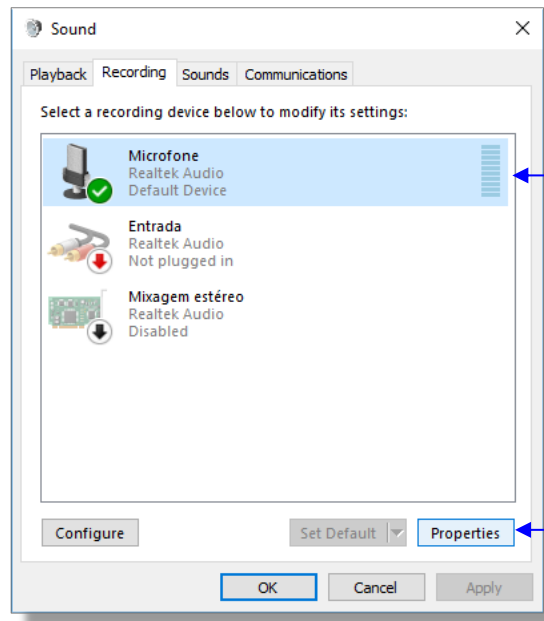 Sound
Playback Recording Sounds Communications
Select a recording device below to modify its settings:
Microfone
Realtek Audio
Default Device
Entrada
Realtek Audio
Not plugged in
Mixagem estéreo
Realtek Audio
Disabled
Configure Set Default Properties
OK Cancel Apply